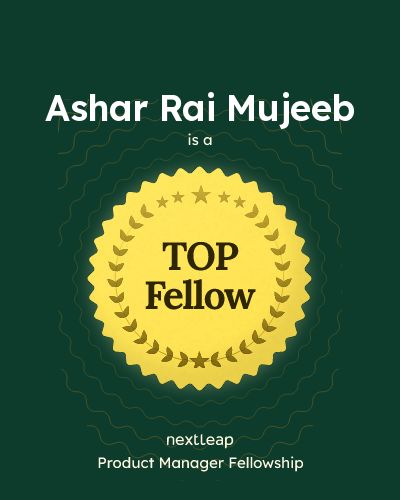 Ashar Rai Mujeeb
is a
TOP
Fellow
nextleap
Product Manager Fellowship